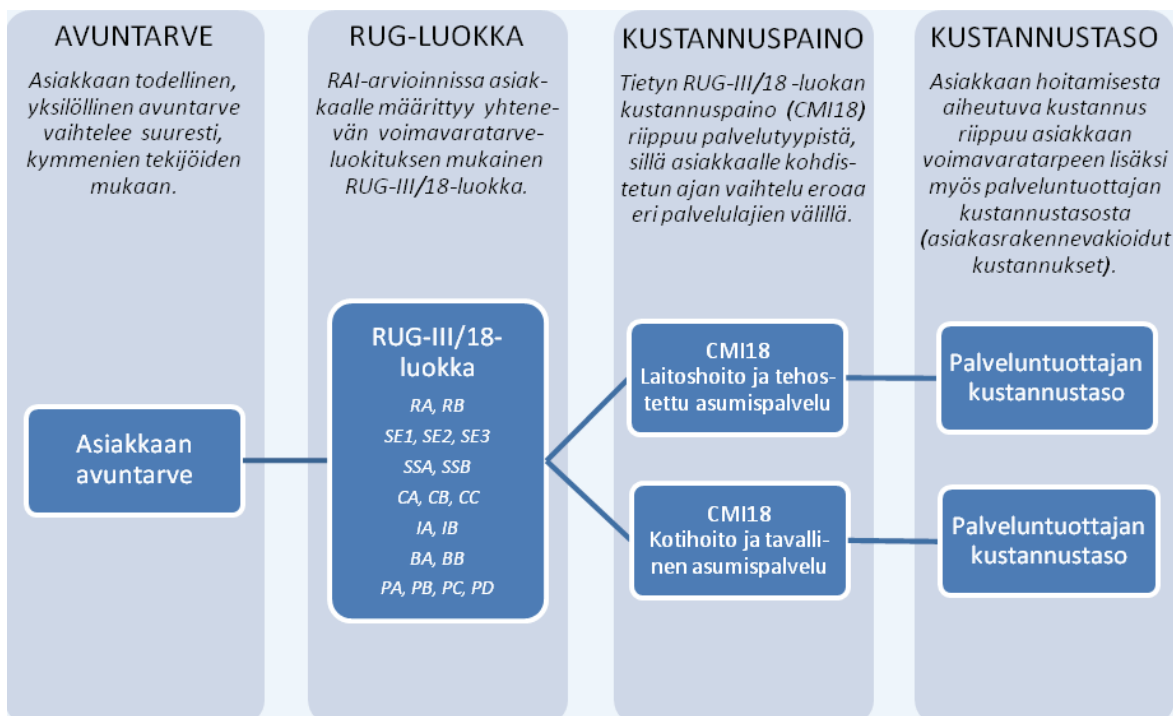 AVUNTARVE
Asiakkaan todellinen,
yksilöllinen avuntarve
vaihtelee suuresti,
kymmenien tekijöiden
mukaan.
Asiakkaan
avuntarve
RUG-LUOKKA
RAI-arvioinnissa asiak-
kaalle määrittyy yhtene-
vän voimavaratarve-
luokituksen mukainen
RUG-III/18-luokka.
RUG-III/18-
luokka
RA, RB
SE1, SE2, SE3
SSA, SSB
CA, CB, CC
IA, IB
BA, BB
PA, PB, PC, PD
KUSTANNUSPAINO
Tietyn RUG-III/18 -luokan
kustannuspaino (CMI18)
riippuu palvelutyypistä,
sillä asiakkaalle kohdis-
tetun ajan vaihtelu eroaa
eri palvelulajien välillä.
CMI18
Laitoshoito ja tehos-
tettu asumispalvelu
CMI18
Kotihoito ja tavalli-
nen asumispalvelu
KUSTANNUSTASO
Asiakkaan hoitamisesta
aiheutuva kustannus
riippuu asiakkaan
voimavaratarpeen lisäksi
myös palveluntuottajan
kustannustasosta
(asiakasrakennevakioidut
kustannukset).
Palveluntuottajan
kustannustaso
Palveluntuottajan
kustannustaso